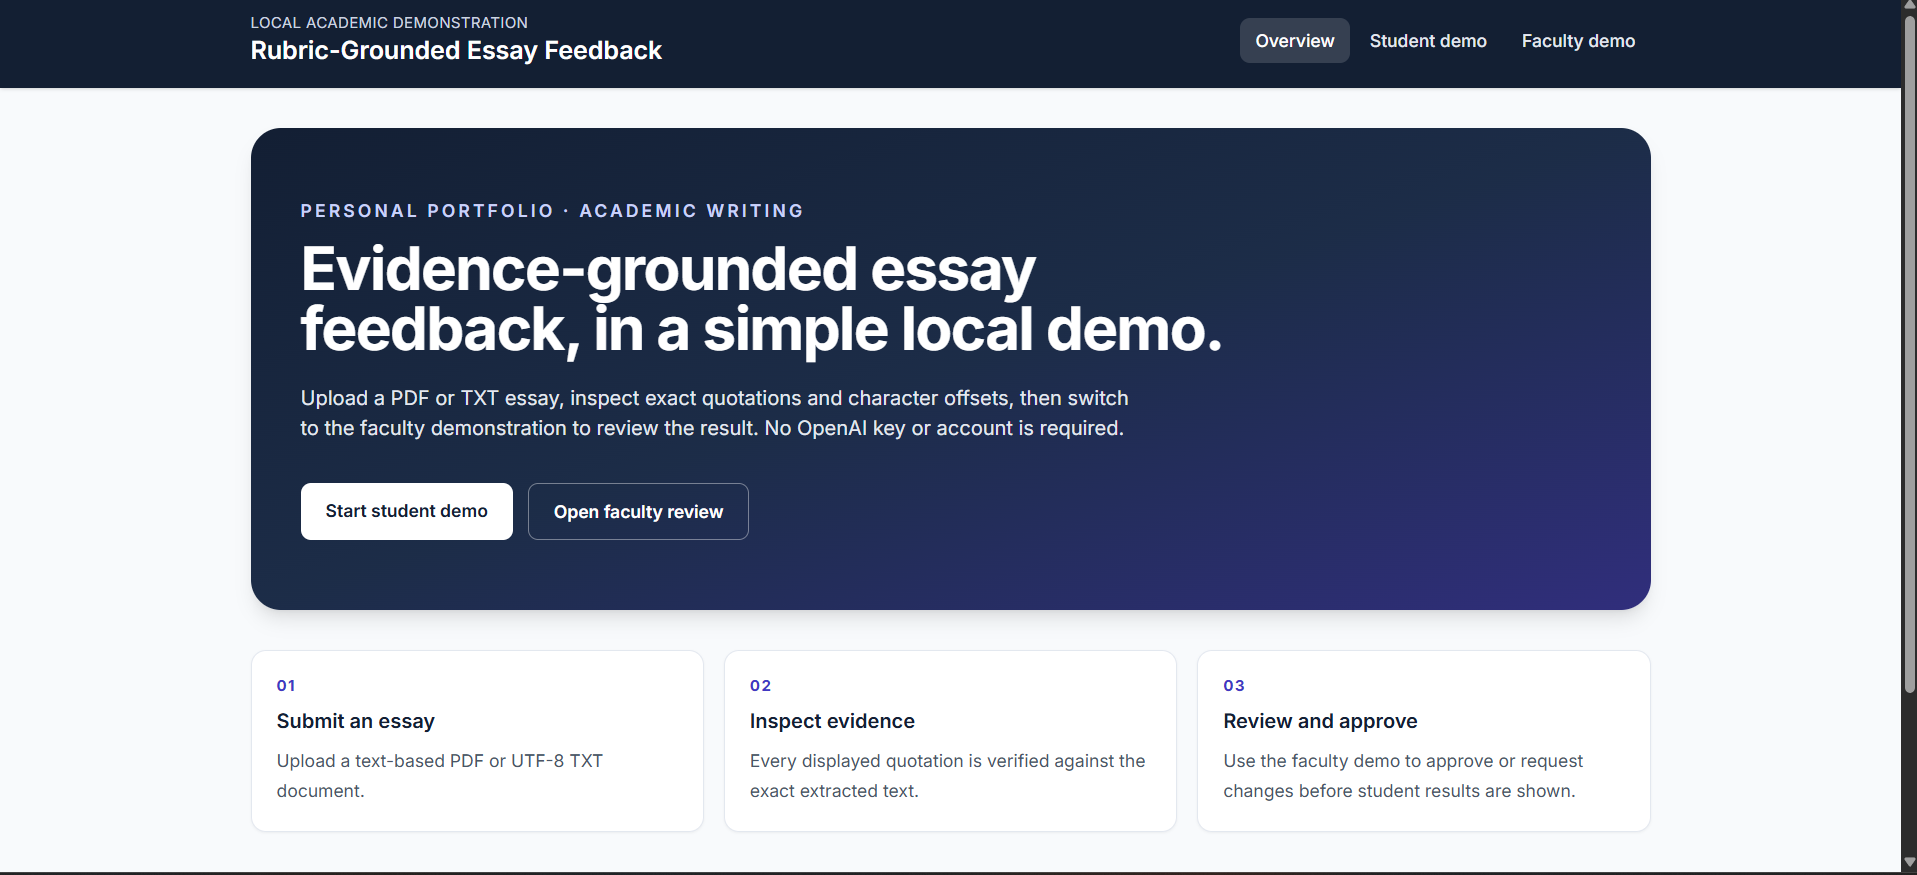 LOCAL ACADEMIC DEMONSTRATION
Rubric-Grounded Essay Feedback
Overview
Student demo
Faculty demo
PERSONAL PORTFOLIO · ACADEMIC WRITING
Evidence-grounded essay
feedback, in a simple local demo.
Upload a PDF or TXT essay, inspect exact quotations and character offsets, then switch
to the faculty demonstration to review the result. No OpenAI key or account is required.
Start student demo
Open faculty review
01
Submit an essay
Upload a text-based PDF or UTF-8 TXT
document.
02
Inspect evidence
Every displayed quotation is verified against the
exact extracted text.
03
Review and approve
Use the faculty demo to approve or request
changes before student results are shown.